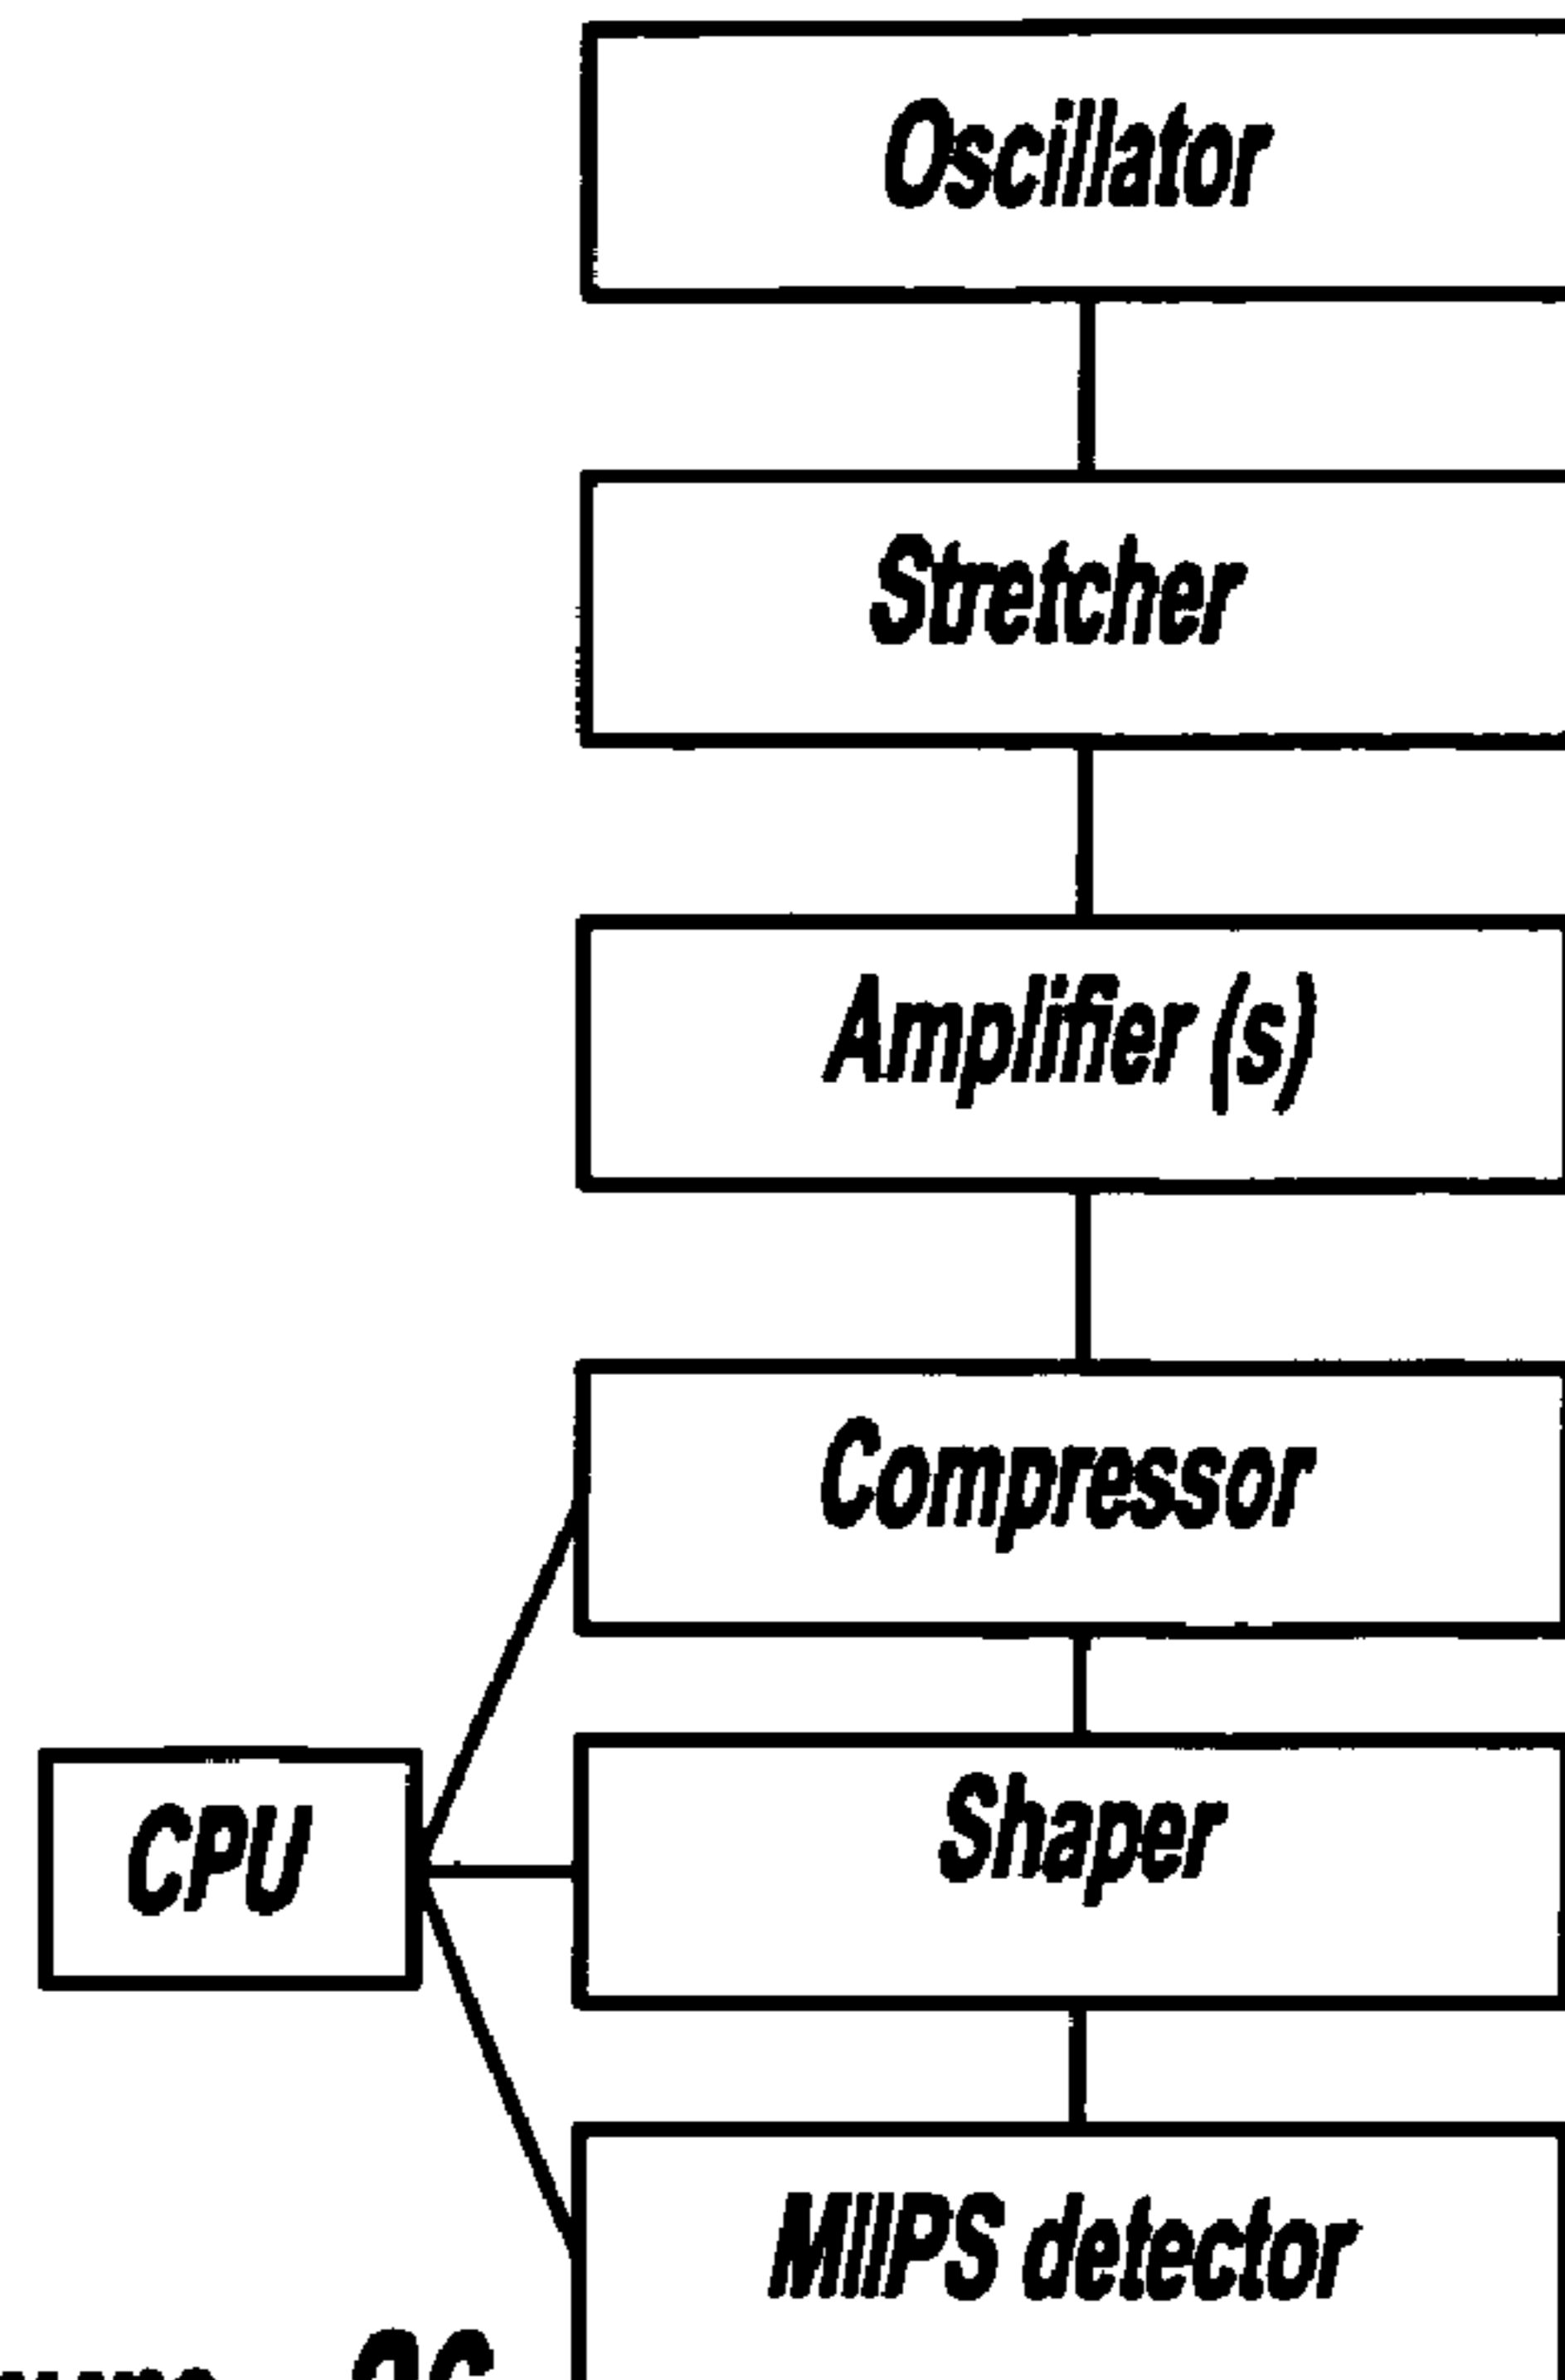 Oscillator
Stretcher
Amplifier (s)
Compressor
Shaper
CPU
MIIPS detector